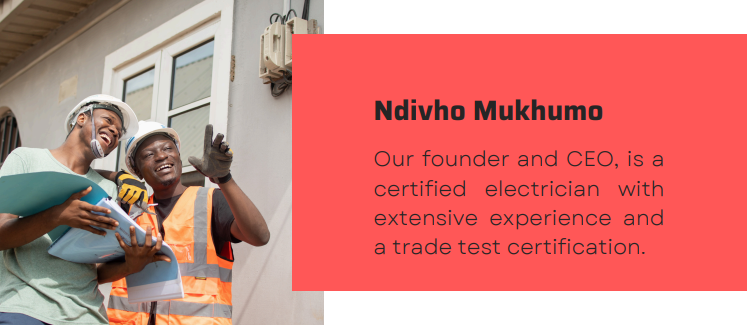 Ndivho Mukhumo
Our founder and CEO, is a
certified electrician with
extensive experience and
a trade test certification.